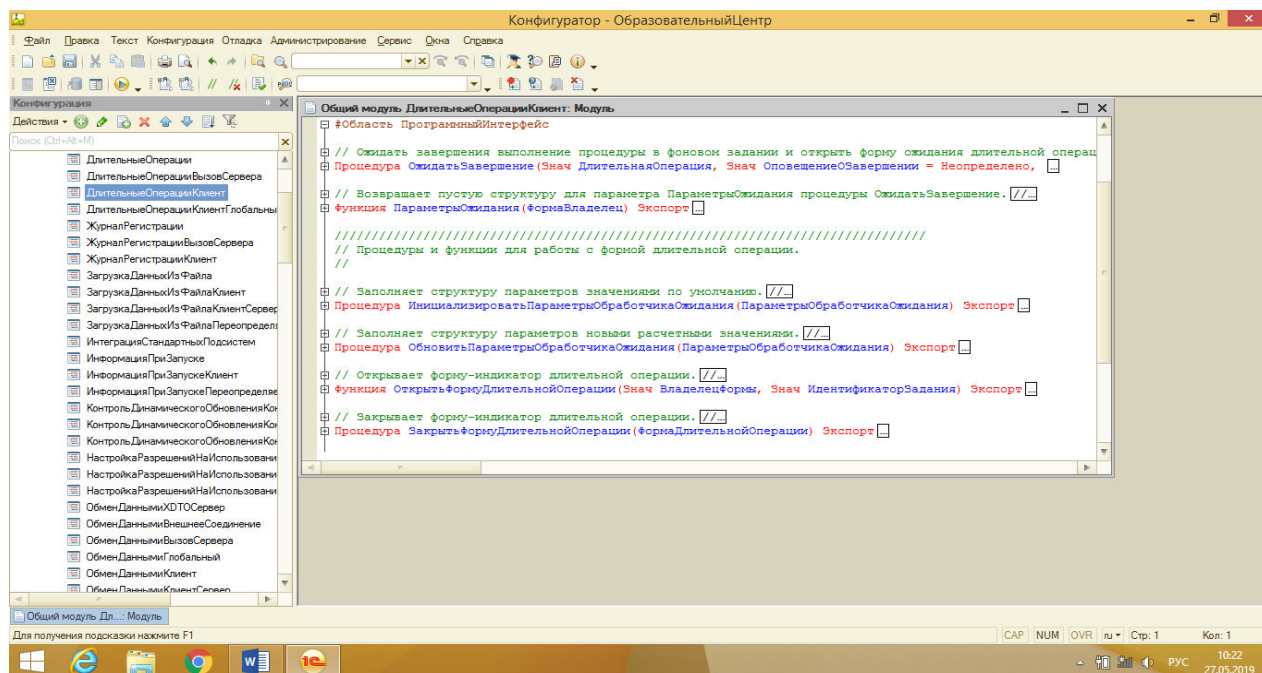 Конфигуратор - ОбразовательныйЦентр
Файл Правка Текст Конфигурация Отладка Администрирование Сервис Окна Справка
Конфигурация
Действия
Поиск (Ctrl+Alt+M)
ДлительныеОперации
ДлительныеОперацииВызовСервера
ДлительныеОперацииКлиент
ДлительныеОперацииКлиентГлобальны
ЖурналРегистрации
ЖурналРегистрацииВызовСервера
ЖурналРегистрацииКлиент
ЗагрузкаДанныхИзФайла
ЗагрузкаДанныхИзФайлаКлиент
ЗагрузкаДанныхИзФайлаКлиентСервер
ЗагрузкаДанныхИзФайлаПереопредел
ИнтеграцияСтандартныхПодсистем
ИнформацияПриЗапуске
ИнформацияПриЗапускеКлиент
ИнформацияПриЗапускеПереопределяе
КонтрольДинамическогоОбновленияКон
КонтрольДинамическогоОбновленияКон
КонтрольДинамическогоОбновленияКон
НастройкаРазрешенийНаИспользовани
НастройкаРазрешенийНаИспользовани
НастройкаРазрешенийНаИспользовани
ОбменДаннымиXDTOСервер
ОбменДаннымиВнешнееСоединение
ОбменДаннымиВызовСервера
ОбменДаннымиГлобальный
ОбменДаннымиКлиент
ОбменДаннымиКлиентСервер
Общий модуль ДлительныеОперацииКлиент: Модуль
#Область ПрограммныйИнтерфейс
// Ожидать завершения выполнение процедуры в фоновом задании и открыть форму ожидания длительной операц
Процедура ОжидатьЗавершение(Знач ДлительнаяОперация, Знач ОповещениеОЗавершении = Неопределено, ...
// Возвращает пустую структуру для параметра ПараметрыОжидания процедуры ОжидатьЗавершение. //...
Функция ПараметрыОжидания(ФормаВладелец) Экспорт ...
////////////////////////////////////////////////////////////////////////////////
// Процедуры и функции для работы с формой длительной операции.
//
// Заполняет структуру параметров значениями по умолчанию. //...
Процедура ИнициализироватьПараметрыОбработчикаОжидания(ПараметрыОбработчикаОжидания) Экспорт ...
// Заполняет структуру параметров новыми расчетными значениями. //...
Процедура ОбновитьПараметрыОбработчикаОжидания(ПараметрыОбработчикаОжидания) Экспорт ...
// Открывает форму-индикатор длительной операции. //...
Функция ОткрытьФормуДлительнойОперации(Знач ВладелецФормы, Знач ИдентификаторЗадания) Экспорт ...
// Закрывает форму-индикатор длительной операции. //...
Процедура ЗакрытьФормуДлительнойОперации(ФормаДлительнойОперации) Экспорт ...
Общий модуль Дл...: Модуль
Для получения подсказки нажмите F1
CAP NUM OVR ru Стр: 1 Кол: 1
РУС 10:22
27.05.2019